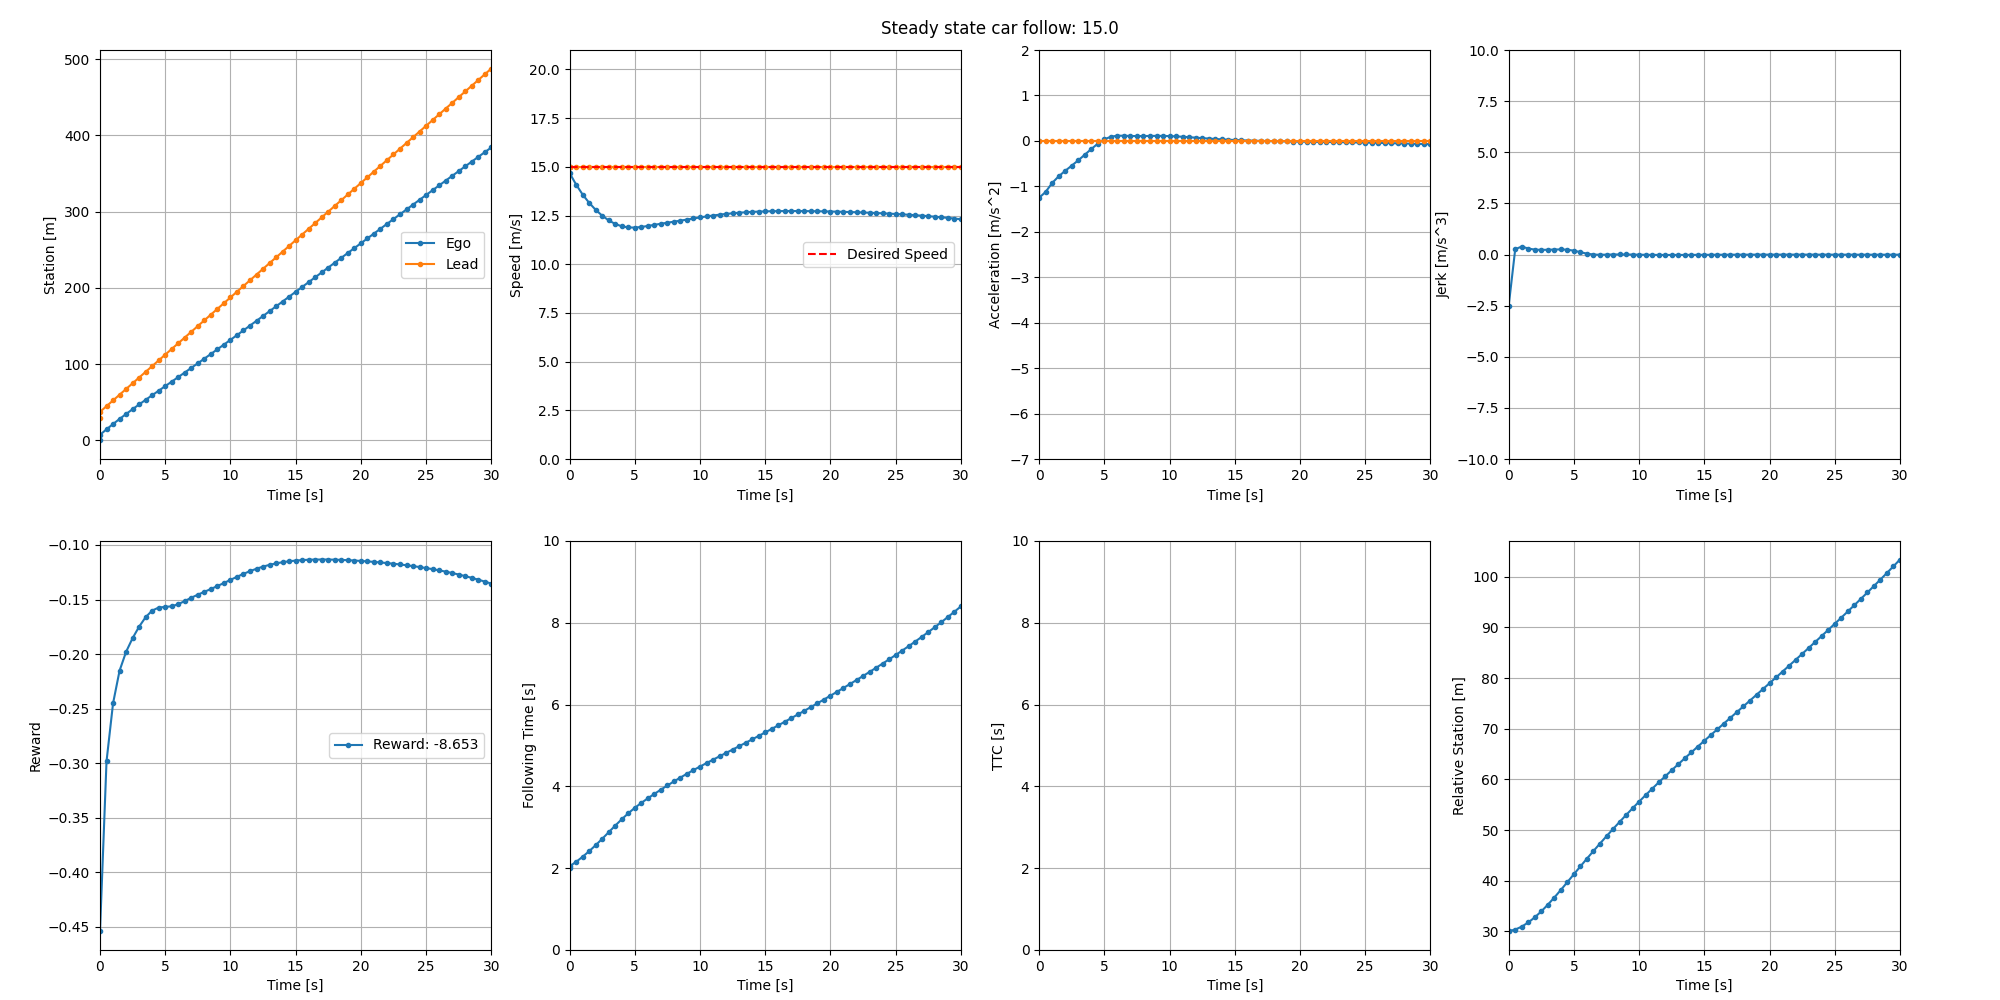 Steady state car follow: 15.0
Station [m]
500
400
300
200
100
0
Ego
Lead
0 5 10 15 20 25 30
Time [s]
Speed [m/s]
20.0
17.5
15.0
12.5
10.0
7.5
5.0
2.5
0.0
Desired Speed
0 5 10 15 20 25 30
Time [s]
Acceleration [m/s^2]
2
1
0
−1
−2
−3
−4
−5
−6
−7
0 5 10 15 20 25 30
Time [s]
Jerk [m/s^3]
10.0
7.5
5.0
2.5
0.0
−2.5
−5.0
−7.5
−10.0
0 5 10 15 20 25 30
Time [s]
Reward
−0.10
−0.15
−0.20
−0.25
−0.30
−0.35
−0.40
−0.45
Reward: -8.653
0 5 10 15 20 25 30
Time [s]
Following Time [s]
10
8
6
4
2
0
0 5 10 15 20 25 30
Time [s]
TTC [s]
10
8
6
4
2
0
0 5 10 15 20 25 30
Time [s]
Relative Station [m]
100
90
80
70
60
50
40
30
0 5 10 15 20 25 30
Time [s]